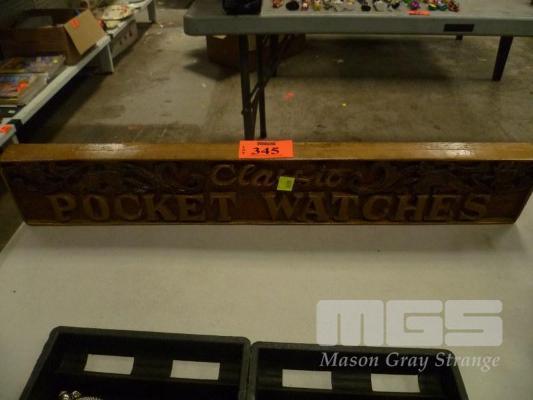 345
Classic
POCKET WATCHES
MGS
Mason Gray Strange